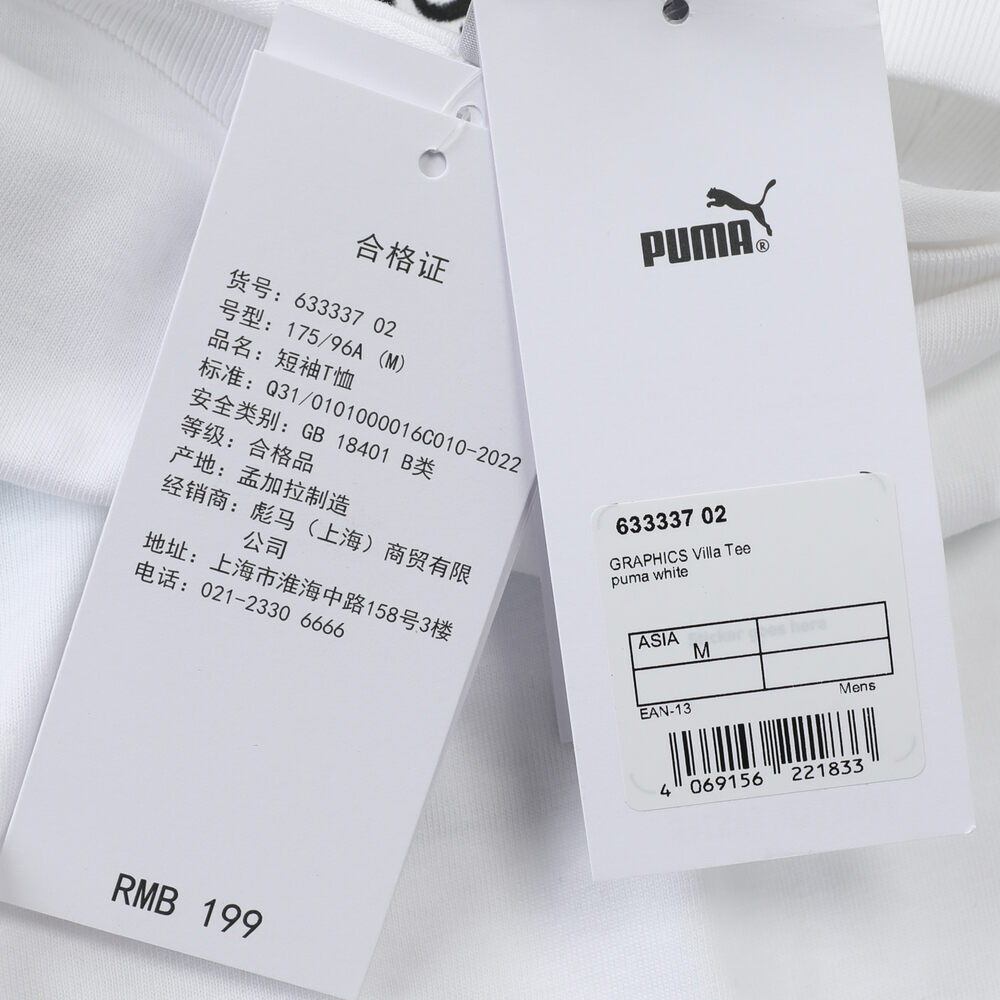 合格证
货号: 633337 02
号型: 175/96A (M)
品名: 短袖T恤
标准: Q31/0101000016C010-2022
安全类别: GB 18401 B类
等级: 合格品
产地: 孟加拉制造
经销商: 彪马（上海）商贸有限
公司
地址: 上海市淮海中路158号3楼
电话: 021-2330 6666
RMB 199
PUMA®
633337 02
GRAPHICS Villa Tee
puma white
ASIA
M
Sticker goes here
Mens
EAN-13
4 069156 221833